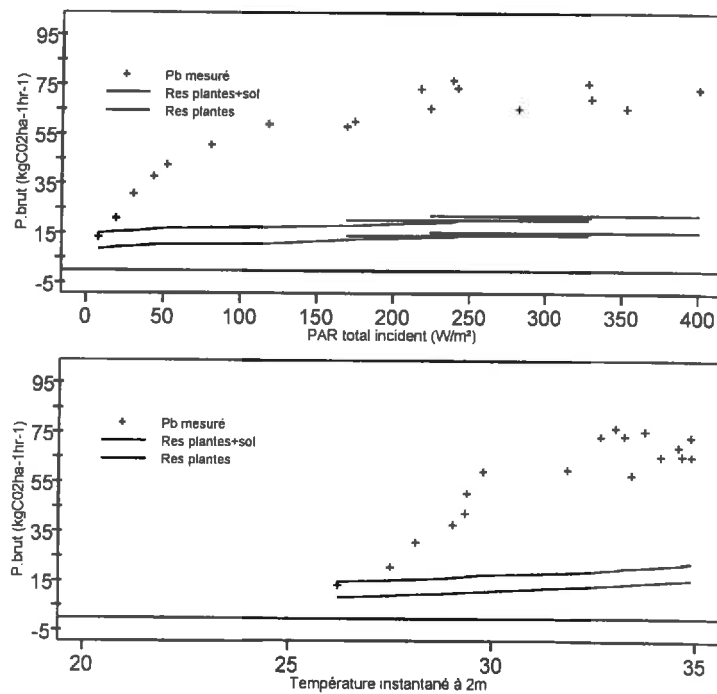 95
75
55
35
15
-5
P.brut (kgC02ha-1hr-1)
Pb mesuré
Res plantes+sol
Res plantes
0 50 100 150 200 250 300 350 400
PAR total incident (W/m²)
95
75
55
35
15
-5
P.brut (kgC02ha-1hr-1)
Pb mesuré
Res plantes+sol
Res plantes
20 25 30 35
Température instantané à 2m